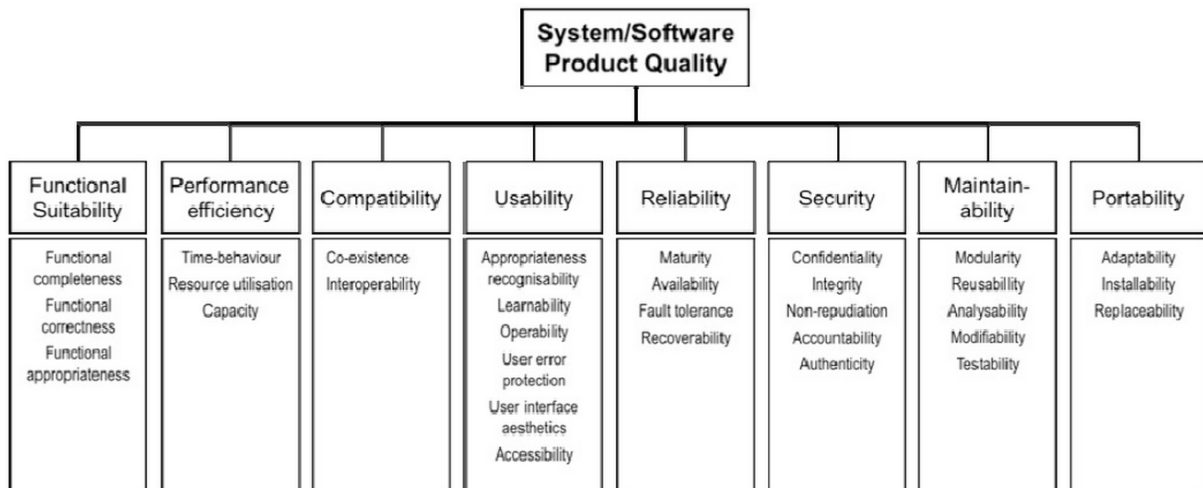 System/Software
Product Quality
Functional
Suitability
Functional
completeness
Functional
correctness
Functional
appropriateness
Performance
efficiency
Time-behaviour
Resource utilisation
Capacity
Compatibility
Co-existence
Interoperability
Usability
Appropriateness
recognisability
Learnability
Operability
User error
protection
User interface
aesthetics
Accessibility
Reliability
Maturity
Availability
Fault tolerance
Recoverability
Security
Confidentiality
Integrity
Non-repudiation
Accountability
Authenticity
Maintain-
ability
Modularity
Reusability
Analysability
Modifiability
Testability
Portability
Adaptability
Installability
Replaceability